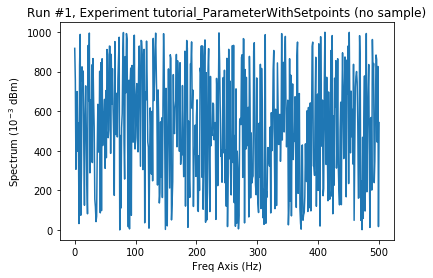 Run #1, Experiment tutorial_ParameterWithSetpoints (no sample)
1000
800
600
400
200
0
Spectrum (10⁻³ dBm)
0 100 200 300 400 500
Freq Axis (Hz)